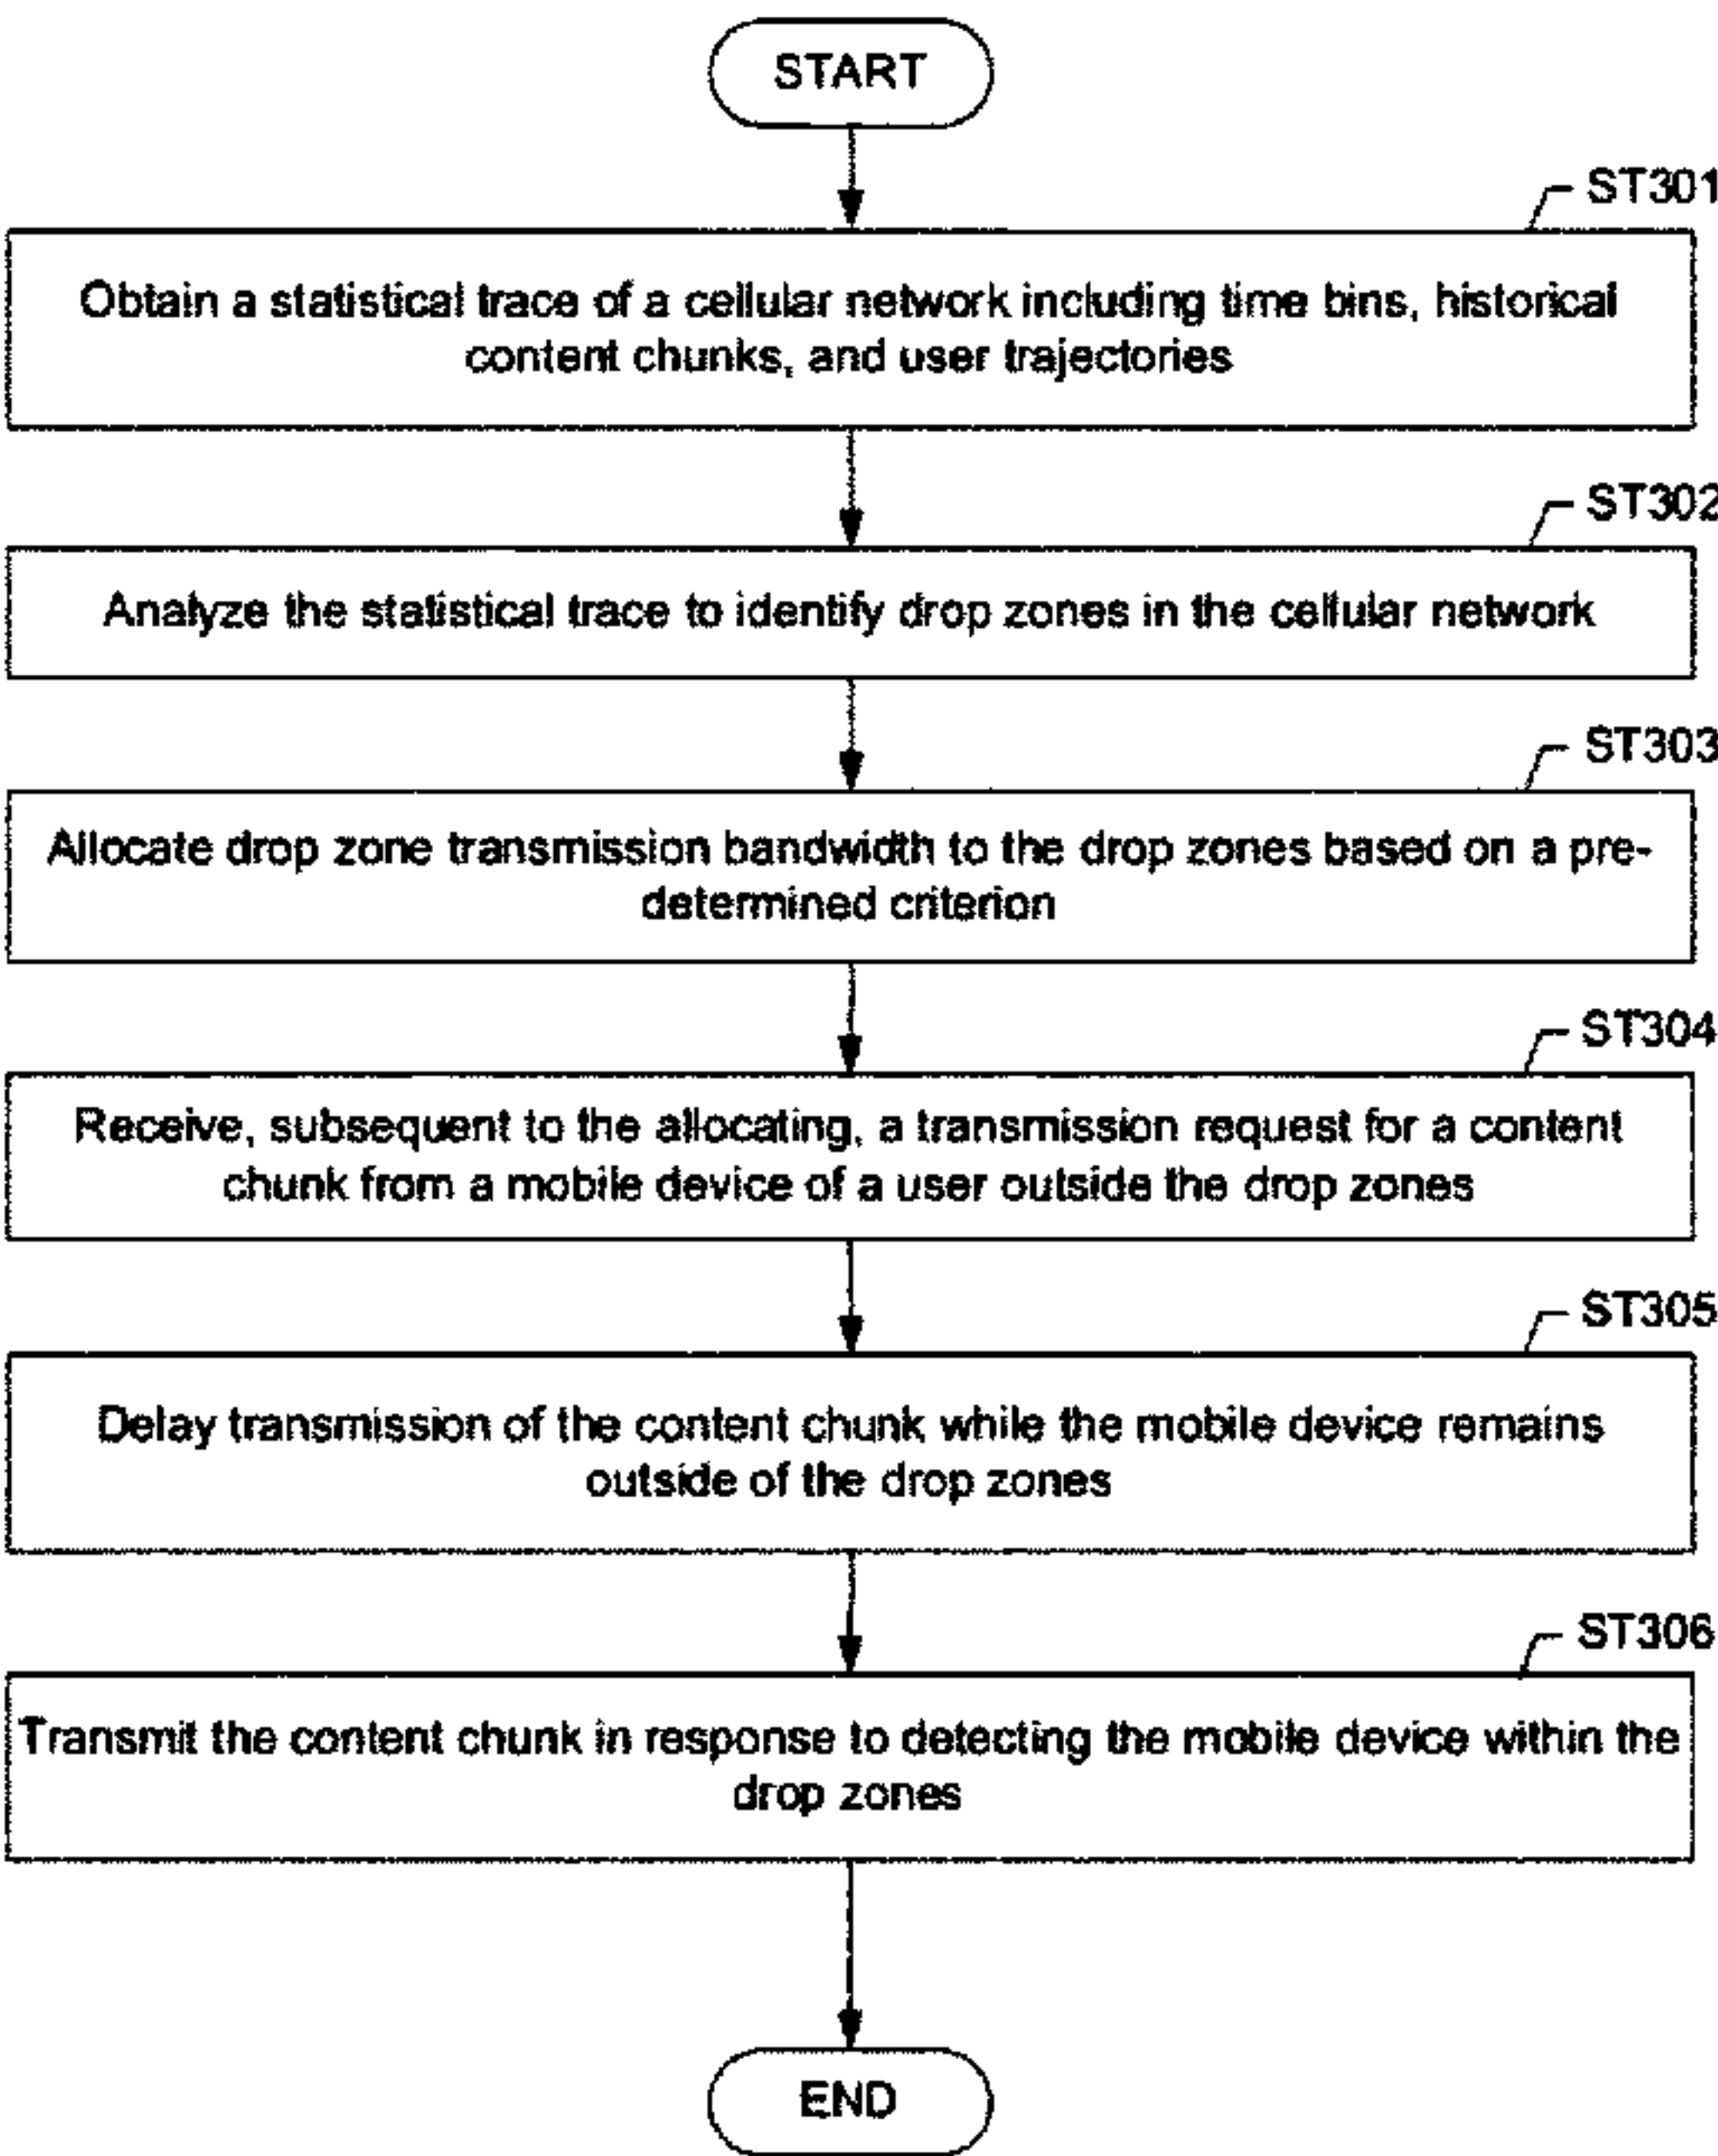 START
ST301
Obtain a statistical trace of a cellular network including time bins, historical
content chunks, and user trajectories
ST302
Analyze the statistical trace to identify drop zones in the cellular network
ST303
Allocate drop zone transmission bandwidth to the drop zones based on a pre-
determined criterion
ST304
Receive, subsequent to the allocating, a transmission request for a content
chunk from a mobile device of a user outside the drop zones
ST305
Delay transmission of the content chunk while the mobile device remains
outside of the drop zones
ST306
Transmit the content chunk in response to detecting the mobile device within the
drop zones
END